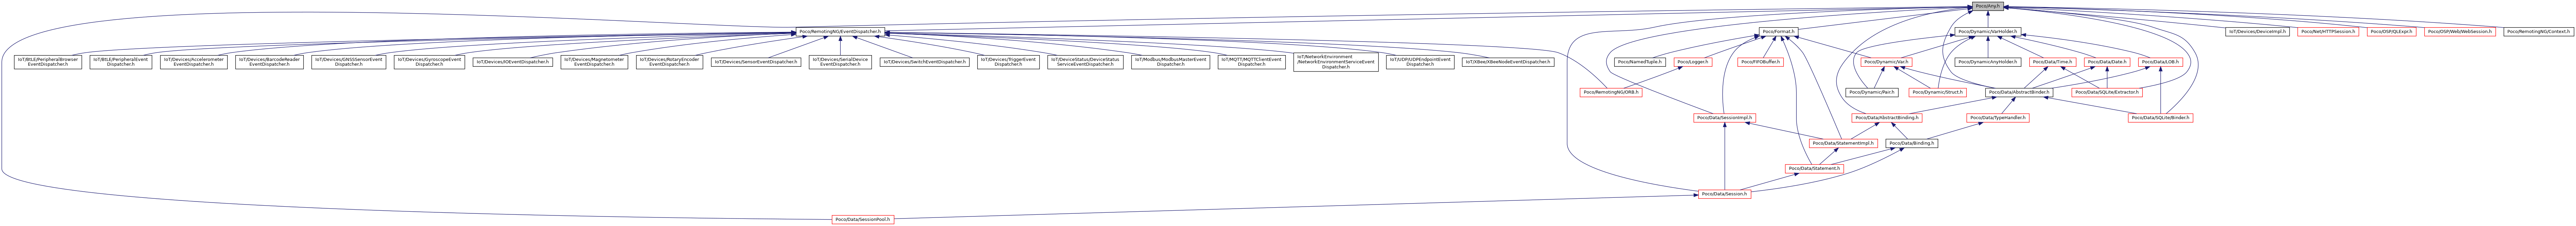 Poco/Any.h
Poco/RemotingNG/EventDispatcher.h
Poco/Format.h
Poco/Dynamic/VarHolder.h
IoT/Devices/DeviceImpl.h
Poco/Net/HTTPSession.h
Poco/OSP/QLExpr.h
Poco/OSP/Web/WebSession.h
Poco/RemotingNG/Context.h
IoT/BtLE/PeripheralBrowser
EventDispatcher.h
IoT/BtLE/PeripheralEvent
Dispatcher.h
IoT/Devices/Accelerometer
EventDispatcher.h
IoT/Devices/BarcodeReader
EventDispatcher.h
IoT/Devices/GNSSSensorEvent
Dispatcher.h
IoT/Devices/GyroscopeEvent
Dispatcher.h
IoT/Devices/IOEventDispatcher.h
IoT/Devices/Magnetometer
EventDispatcher.h
IoT/Devices/RotaryEncoder
EventDispatcher.h
IoT/Devices/SensorEventDispatcher.h
IoT/Devices/SerialDevice
EventDispatcher.h
IoT/Devices/SwitchEventDispatcher.h
IoT/Devices/TriggerEvent
Dispatcher.h
IoT/DeviceStatus/DeviceStatus
ServiceEventDispatcher.h
IoT/Modbus/ModbusMasterEvent
Dispatcher.h
IoT/MQTT/MQTTClientEvent
Dispatcher.h
IoT/NetworkEnvironment
/NetworkEnvironmentServiceEvent
Dispatcher.h
IoT/UDP/UDPEndpointEvent
Dispatcher.h
IoT/XBee/XBeeNodeEventDispatcher.h
Poco/NamedTuple.h
Poco/Logger.h
Poco/FIFOBuffer.h
Poco/Dynamic/Var.h
Poco/Dynamic/AnyHolder.h
Poco/Data/Time.h
Poco/Data/Date.h
Poco/Data/LOB.h
Poco/RemotingNG/ORB.h
Poco/Dynamic/Pair.h
Poco/Dynamic/Struct.h
Poco/Data/AbstractBinder.h
Poco/Data/SQLite/Extractor.h
Poco/Data/SessionImpl.h
Poco/Data/AbstractBinding.h
Poco/Data/TypeHandler.h
Poco/Data/SQLite/Binder.h
Poco/Data/StatementImpl.h
Poco/Data/Binding.h
Poco/Data/Statement.h
Poco/Data/Session.h
Poco/Data/SessionPool.h